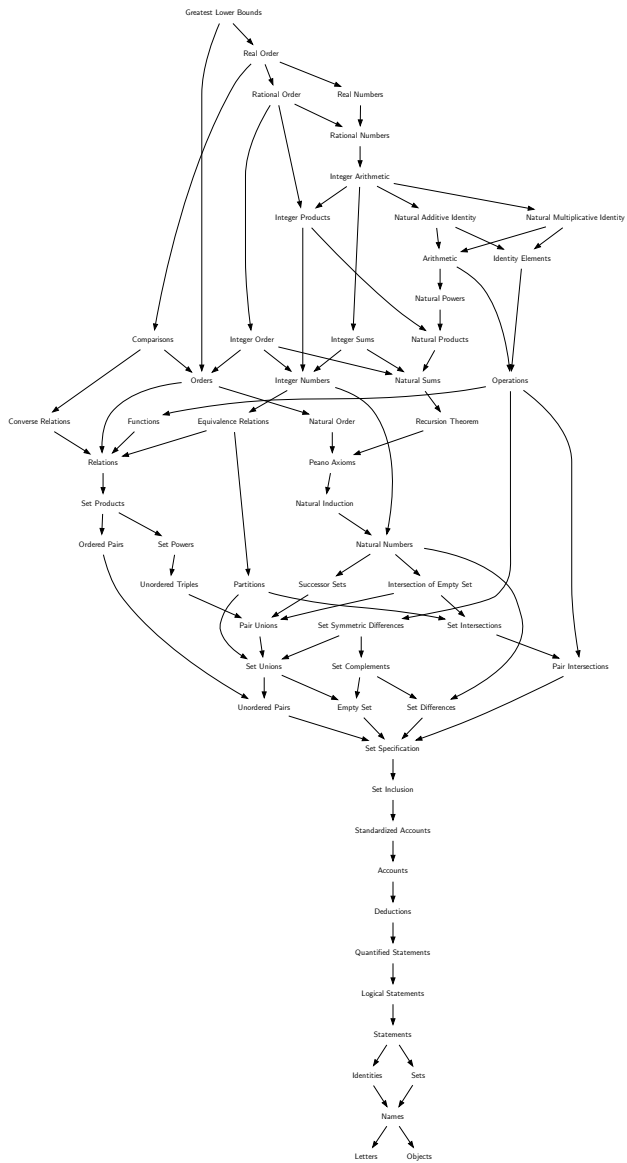 Greatest Lower Bounds
Real Order
Rational Order Real Numbers
Rational Numbers
Integer Arithmetic
Integer Products Natural Additive Identity Natural Multiplicative Identity
Arithmetic Identity Elements
Natural Powers
Comparisons Integer Order Integer Sums Natural Products
Orders Integer Numbers Natural Sums Operations
Converse Relations Functions Equivalence Relations Natural Order Recursion Theorem
Relations Peano Axioms
Set Products Natural Induction
Ordered Pairs Set Powers Natural Numbers
Unordered Triples Partitions Successor Sets Intersection of Empty Set
Pair Unions Set Symmetric Differences Set Intersections
Set Unions Set Complements Pair Intersections
Unordered Pairs Empty Set Set Differences
Set Specification
Set Inclusion
Standardized Accounts
Accounts
Deductions
Quantified Statements
Logical Statements
Statements
Identities Sets
Names
Letters Objects